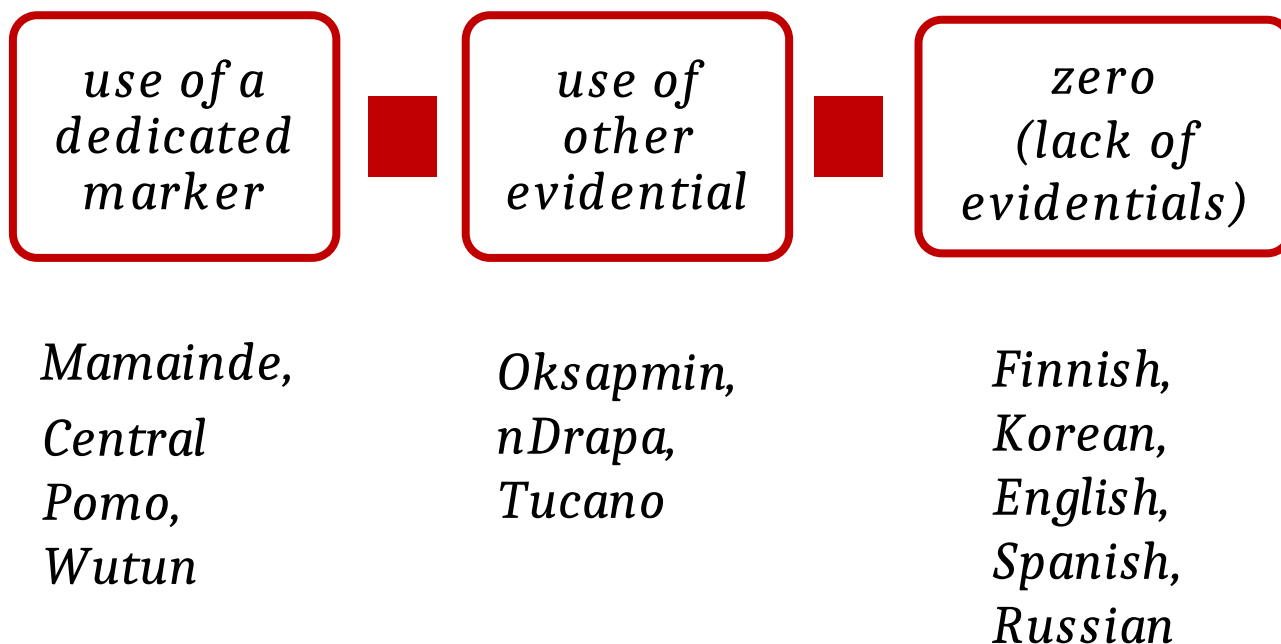 use of a
dedicated
marker
use of
other
evidential
zero
(lack of
evidentials)
Mamainde,
Central
Pomo,
Wutun
Oksapmin,
nDrapa,
Tucano
Finnish,
Korean,
English,
Spanish,
Russian